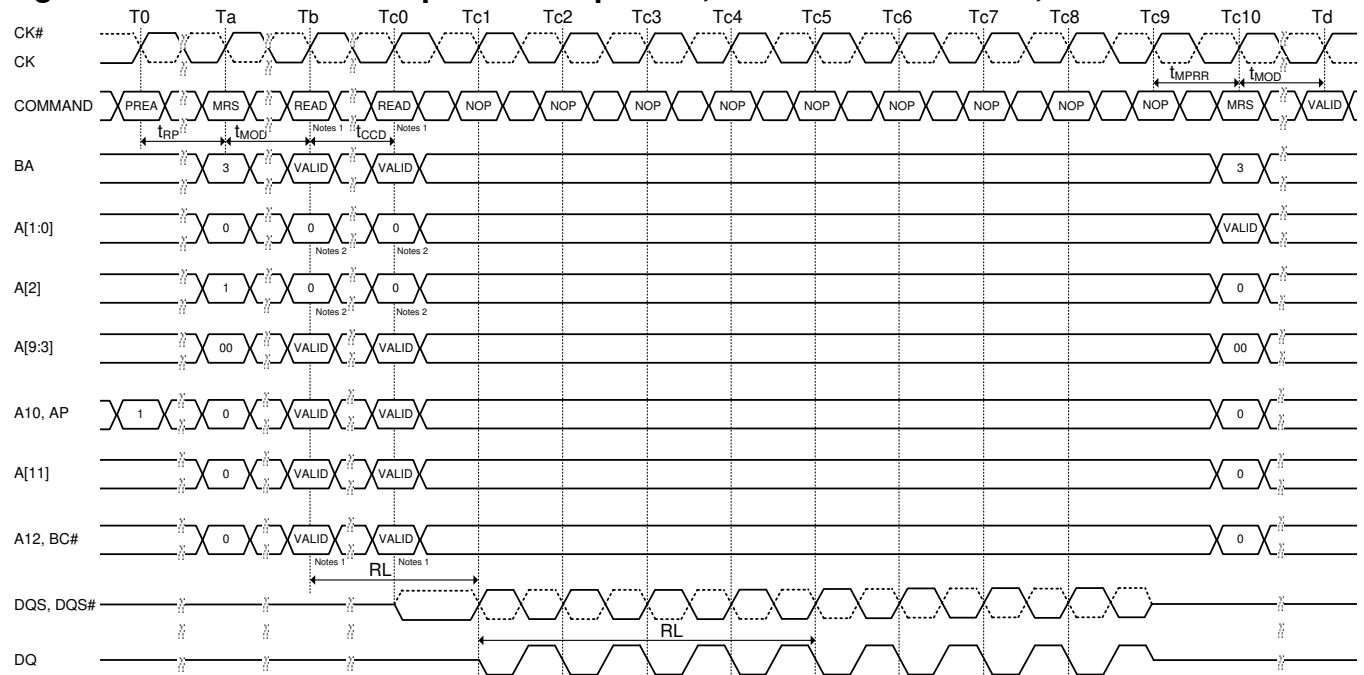 T0 Ta Tb Tc0 Tc1 Tc2 Tc3 Tc4 Tc5 Tc6 Tc7 Tc8 Tc9 Tc10 Td
CK#
CK
tMPRR tMOD
COMMAND PREA MRS READ READ NOP NOP NOP NOP NOP NOP NOP NOP NOP MRS VALID
Notes 1 Notes 1
tRP tMOD tCCD
BA 3 VALID VALID 3
A[1:0] 0 0 0 VALID
Notes 2 Notes 2
A[2] 1 0 0 0
Notes 2 Notes 2
A[9:3] 00 VALID VALID 00
A10, AP 1 0 VALID VALID 0
A[11] 0 VALID VALID 0
A12, BC# 0 VALID VALID 0
Notes 1 Notes 1
RL
DQS, DQS#
RL
DQ